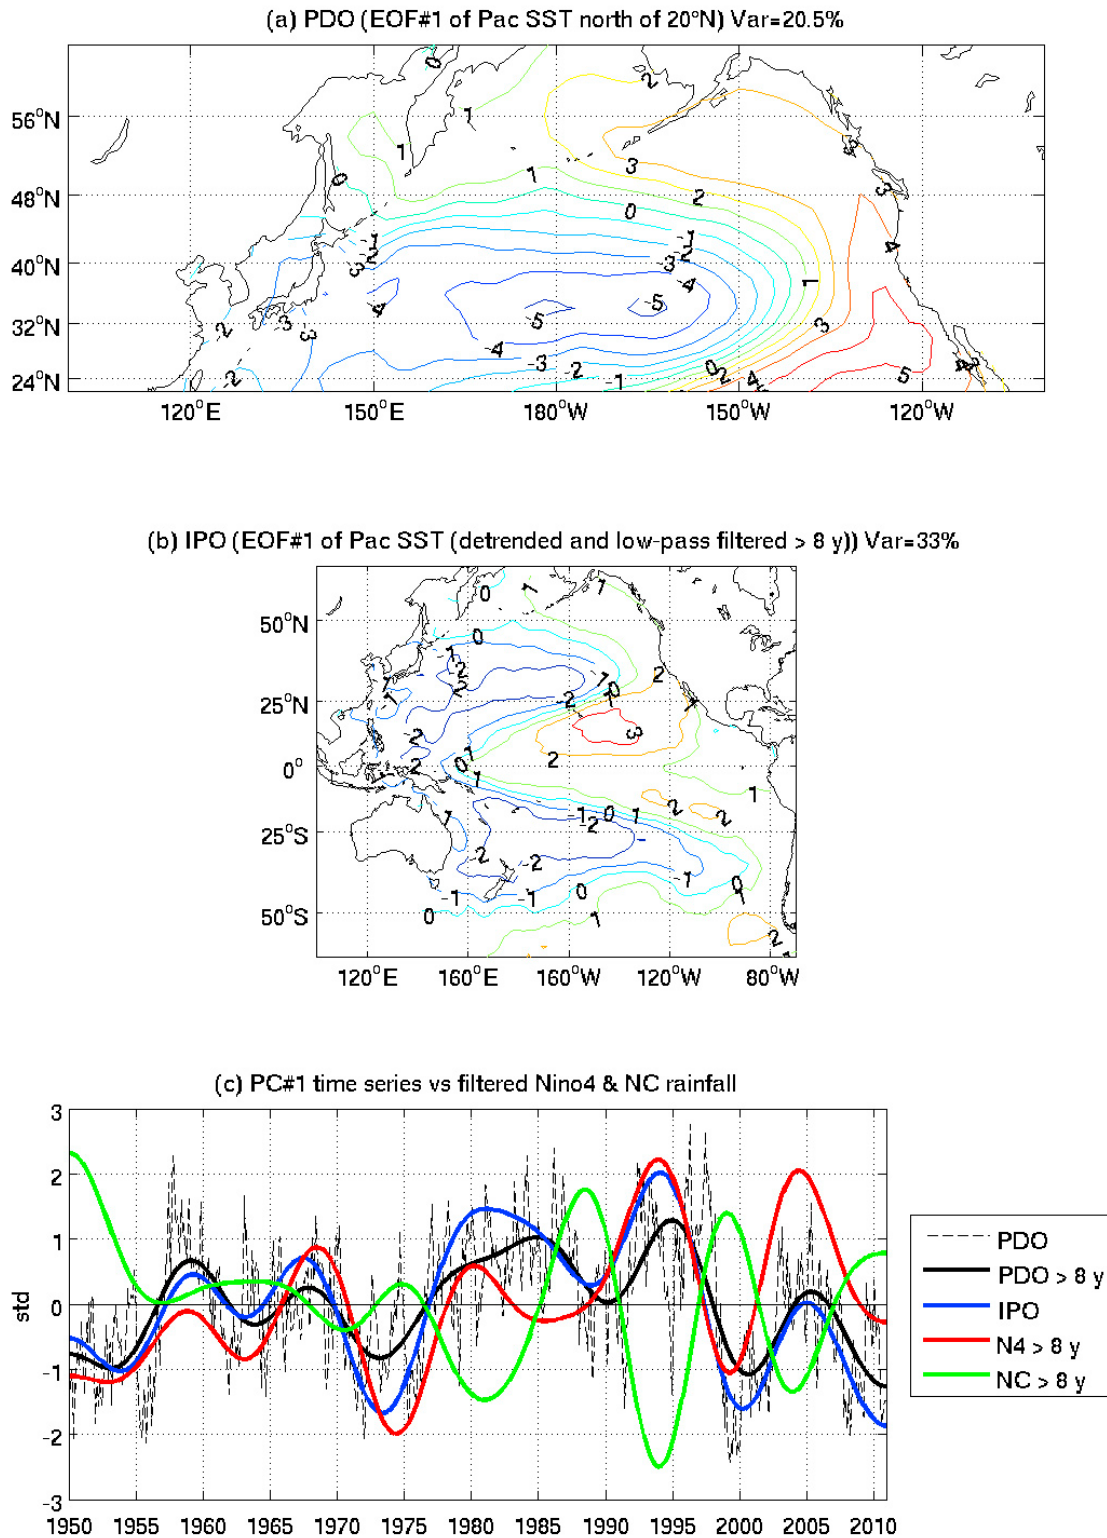 (a) PDO (EOF#1 of Pac SST north of 20°N) Var=20.5%
56°N
48°N
40°N
32°N
24°N
120°E 150°E 180°W 150°W 120°W
(b) IPO (EOF#1 of Pac SST (detrended and low-pass filtered > 8 y)) Var=33%
50°N
25°N
0°
25°S
50°S
120°E 160°E 160°W 120°W 80°W
(c) PC#1 time series vs filtered Nino4 & NC rainfall
3
2
1
0
-1
-2
-3
std
1950 1955 1960 1965 1970 1975 1980 1985 1990 1995 2000 2005 2010
PDO
PDO > 8 y
IPO
N4 > 8 y
NC > 8 y